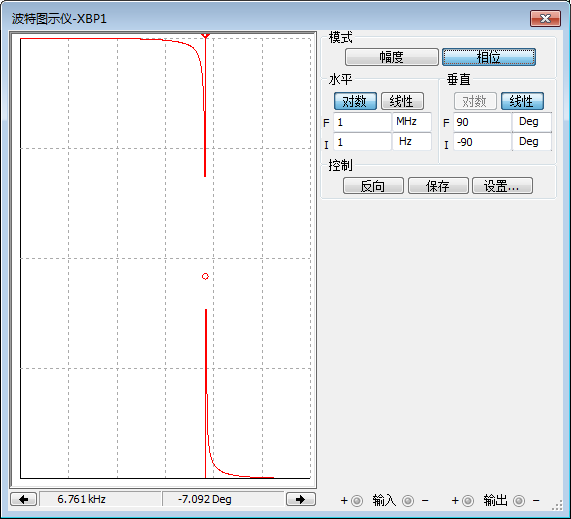 波特图示仪-XBP1
模式
幅度 相位
水平 垂直
对数 线性 对数 线性
F 1 MHz F 90 Deg
I 1 Hz I -90 Deg
控制
反向 保存 设置...
6.761 kHz -7.092 Deg
+ 输入 - + 输出 -